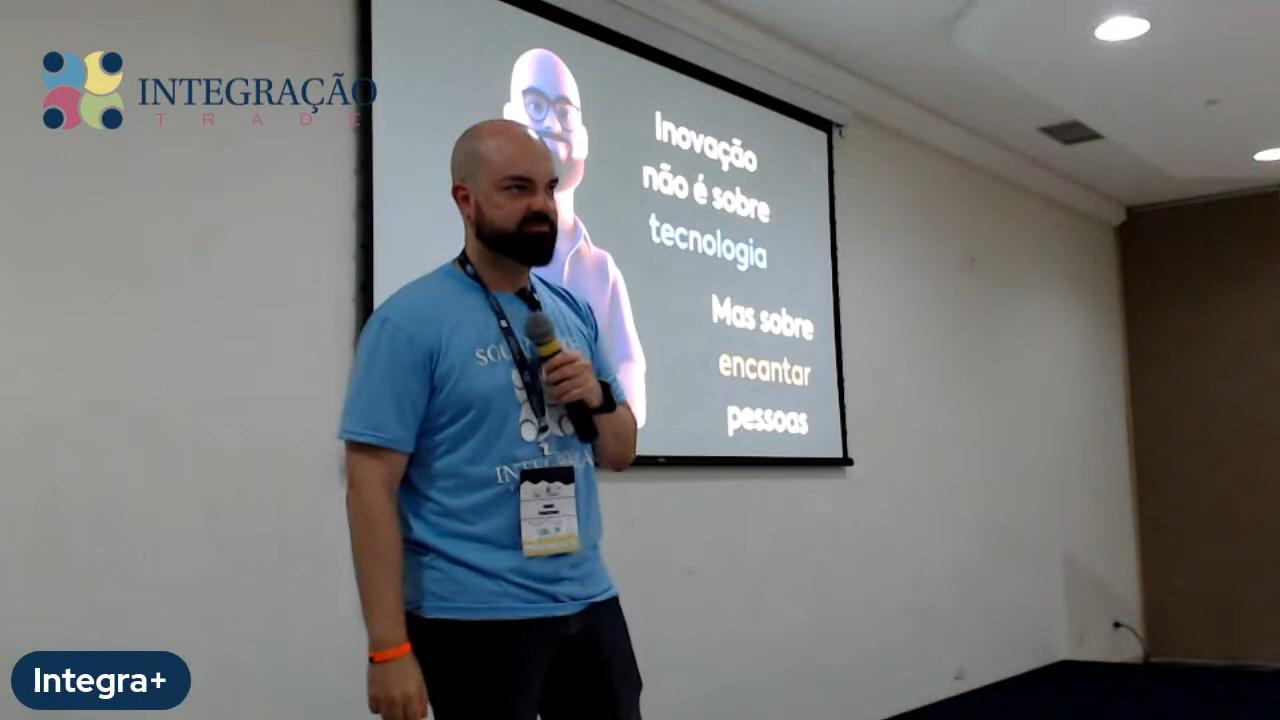 INTEGRAÇÃO
TRADE
Inovação
não é sobre
tecnologia
Mas sobre
encantar
pessoas
Integra+